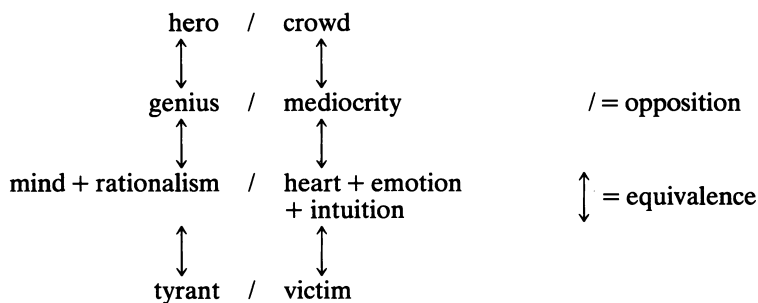 hero / crowd
genius / mediocrity / = opposition
mind + rationalism / heart + emotion
+ intuition
= equivalence
tyrant / victim